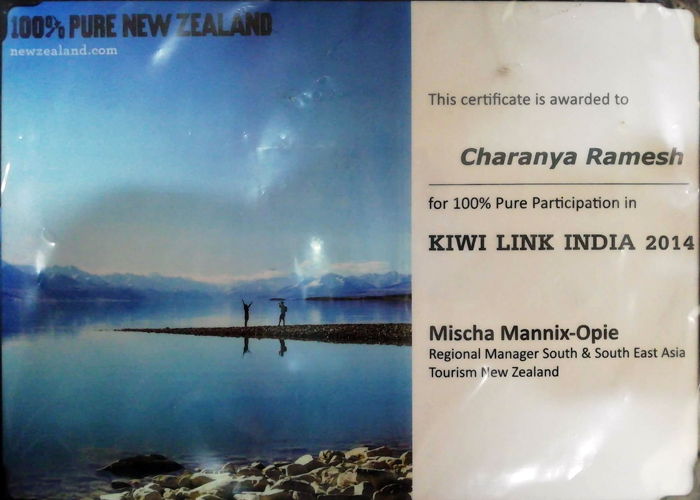 100% PURE NEW ZEALAND
newzealand.com
This certificate is awarded to
Charanya Ramesh
for 100% Pure Participation in
KIWI LINK INDIA 2014
Mischa Mannix-Opie
Regional Manager South & South East Asia
Tourism New Zealand